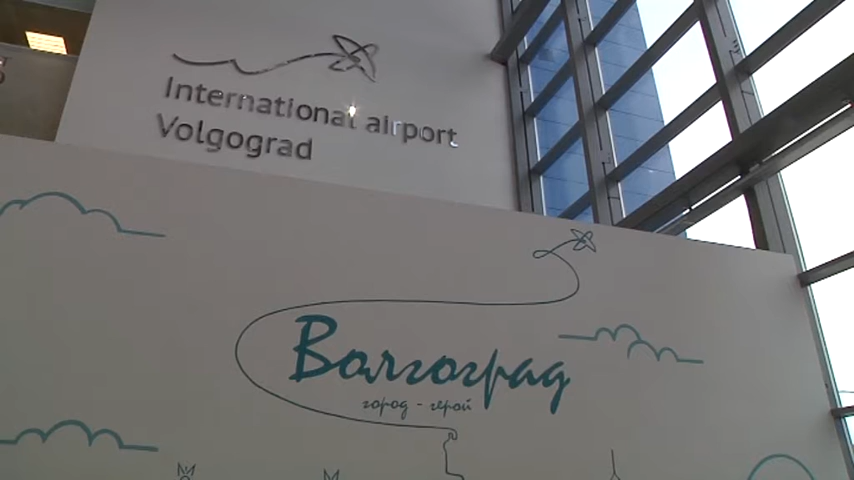 International airport
Volgograd
Волгоград
город - герой